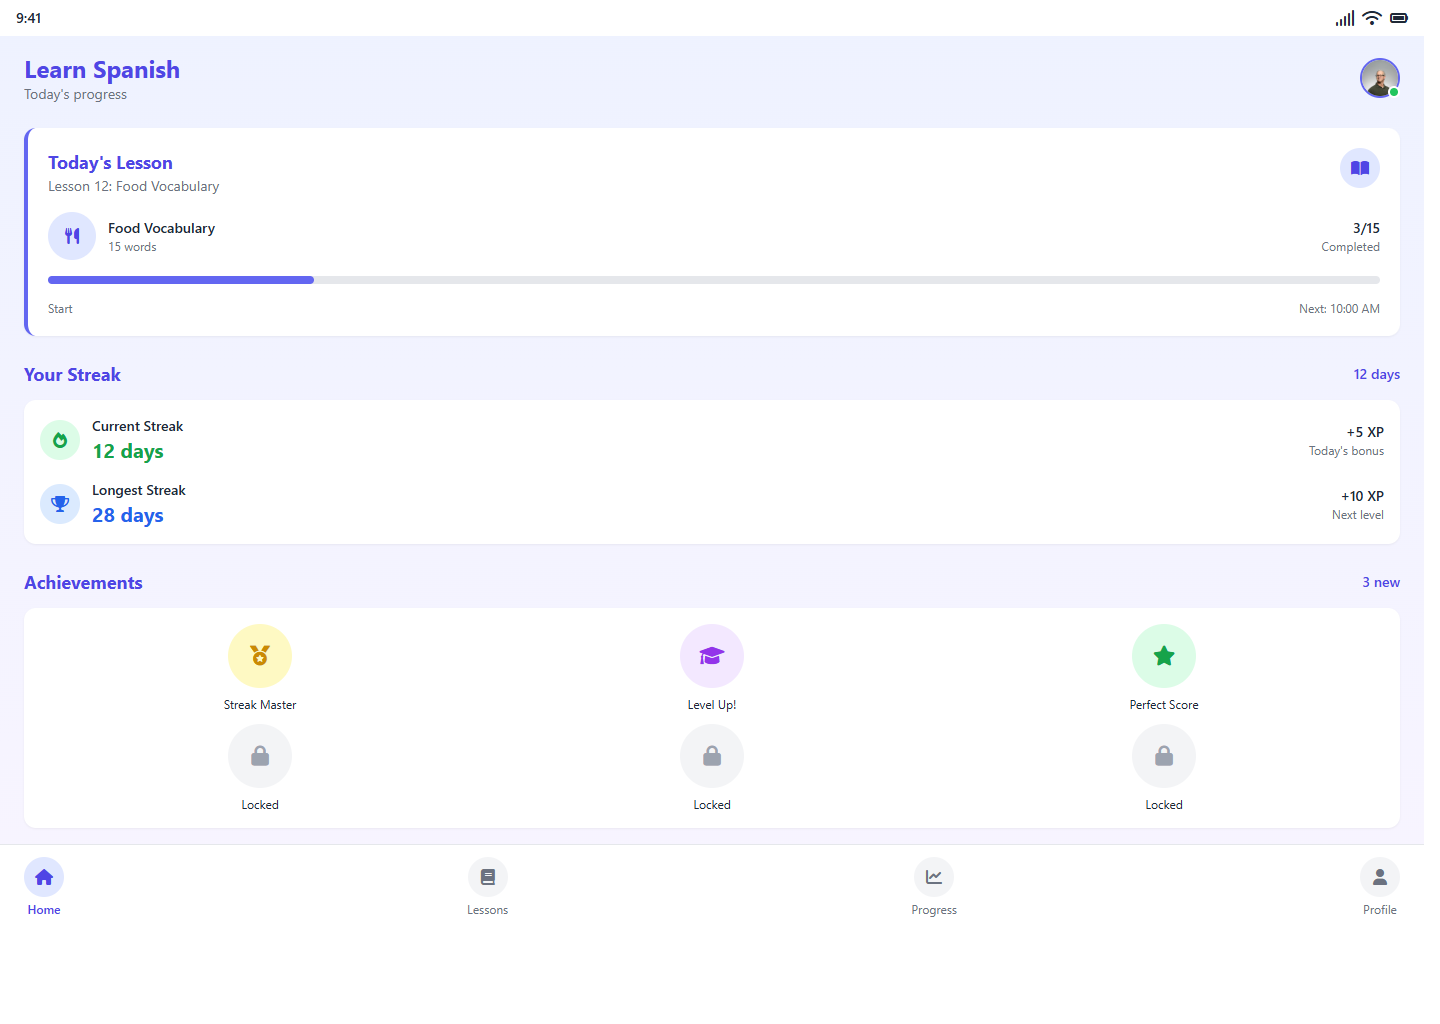 9:41
Learn Spanish
Today's progress
Today's Lesson
Lesson 12: Food Vocabulary
Food Vocabulary
15 words
3/15
Completed
Start
Next: 10:00 AM
Your Streak
12 days
Current Streak
12 days
+5 XP
Today's bonus
Longest Streak
28 days
+10 XP
Next level
Achievements
3 new
Streak Master
Level Up!
Perfect Score
Locked
Locked
Locked
Home
Lessons
Progress
Profile